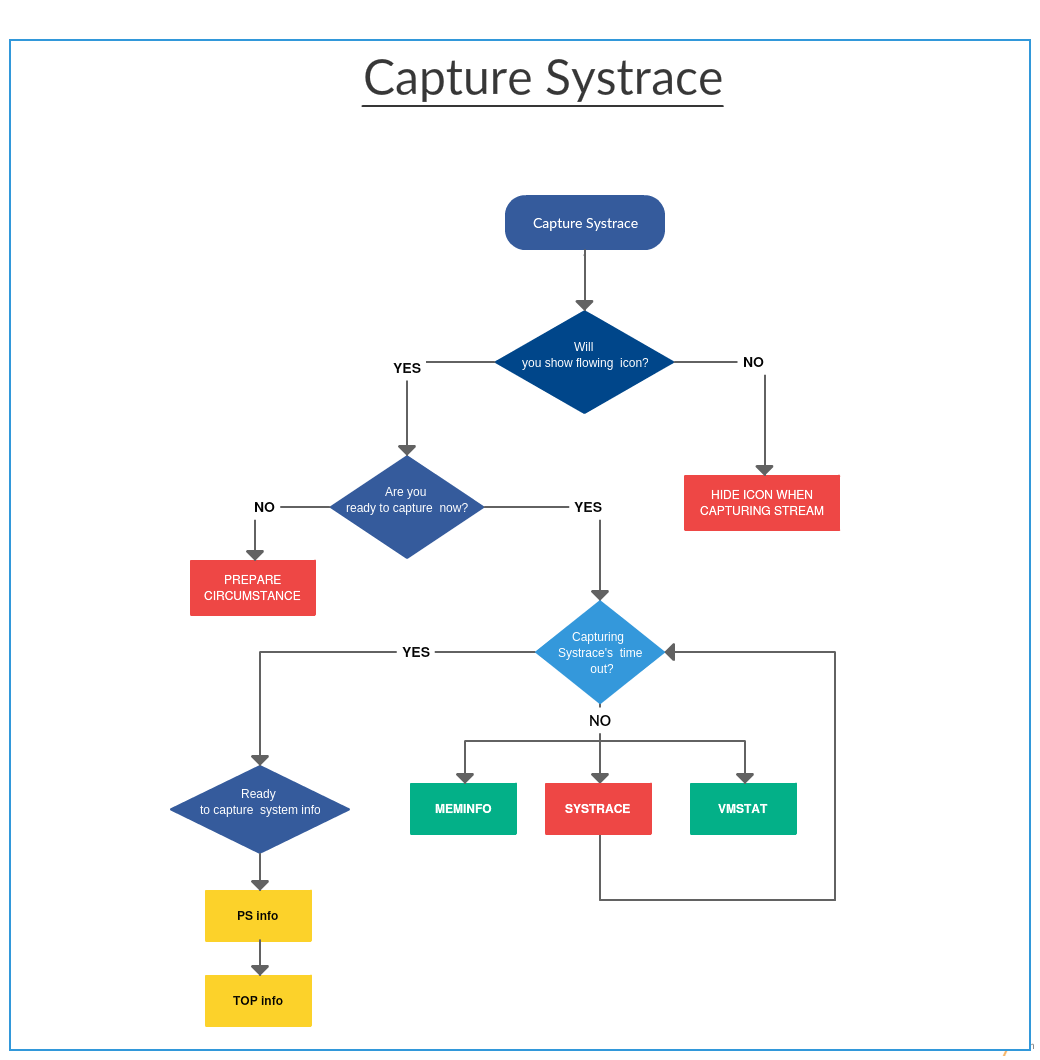 Capture Systrace
Capture Systrace
Will
you show flowing icon?
YES
NO
Are you
ready to capture now?
HIDE ICON WHEN
CAPTURING STREAM
NO
YES
PREPARE
CIRCUMSTANCE
Capturing
Systrace's time
out?
YES
NO
Ready
to capture system info
MEMINFO
SYSTRACE
VMSTAT
PS info
TOP info